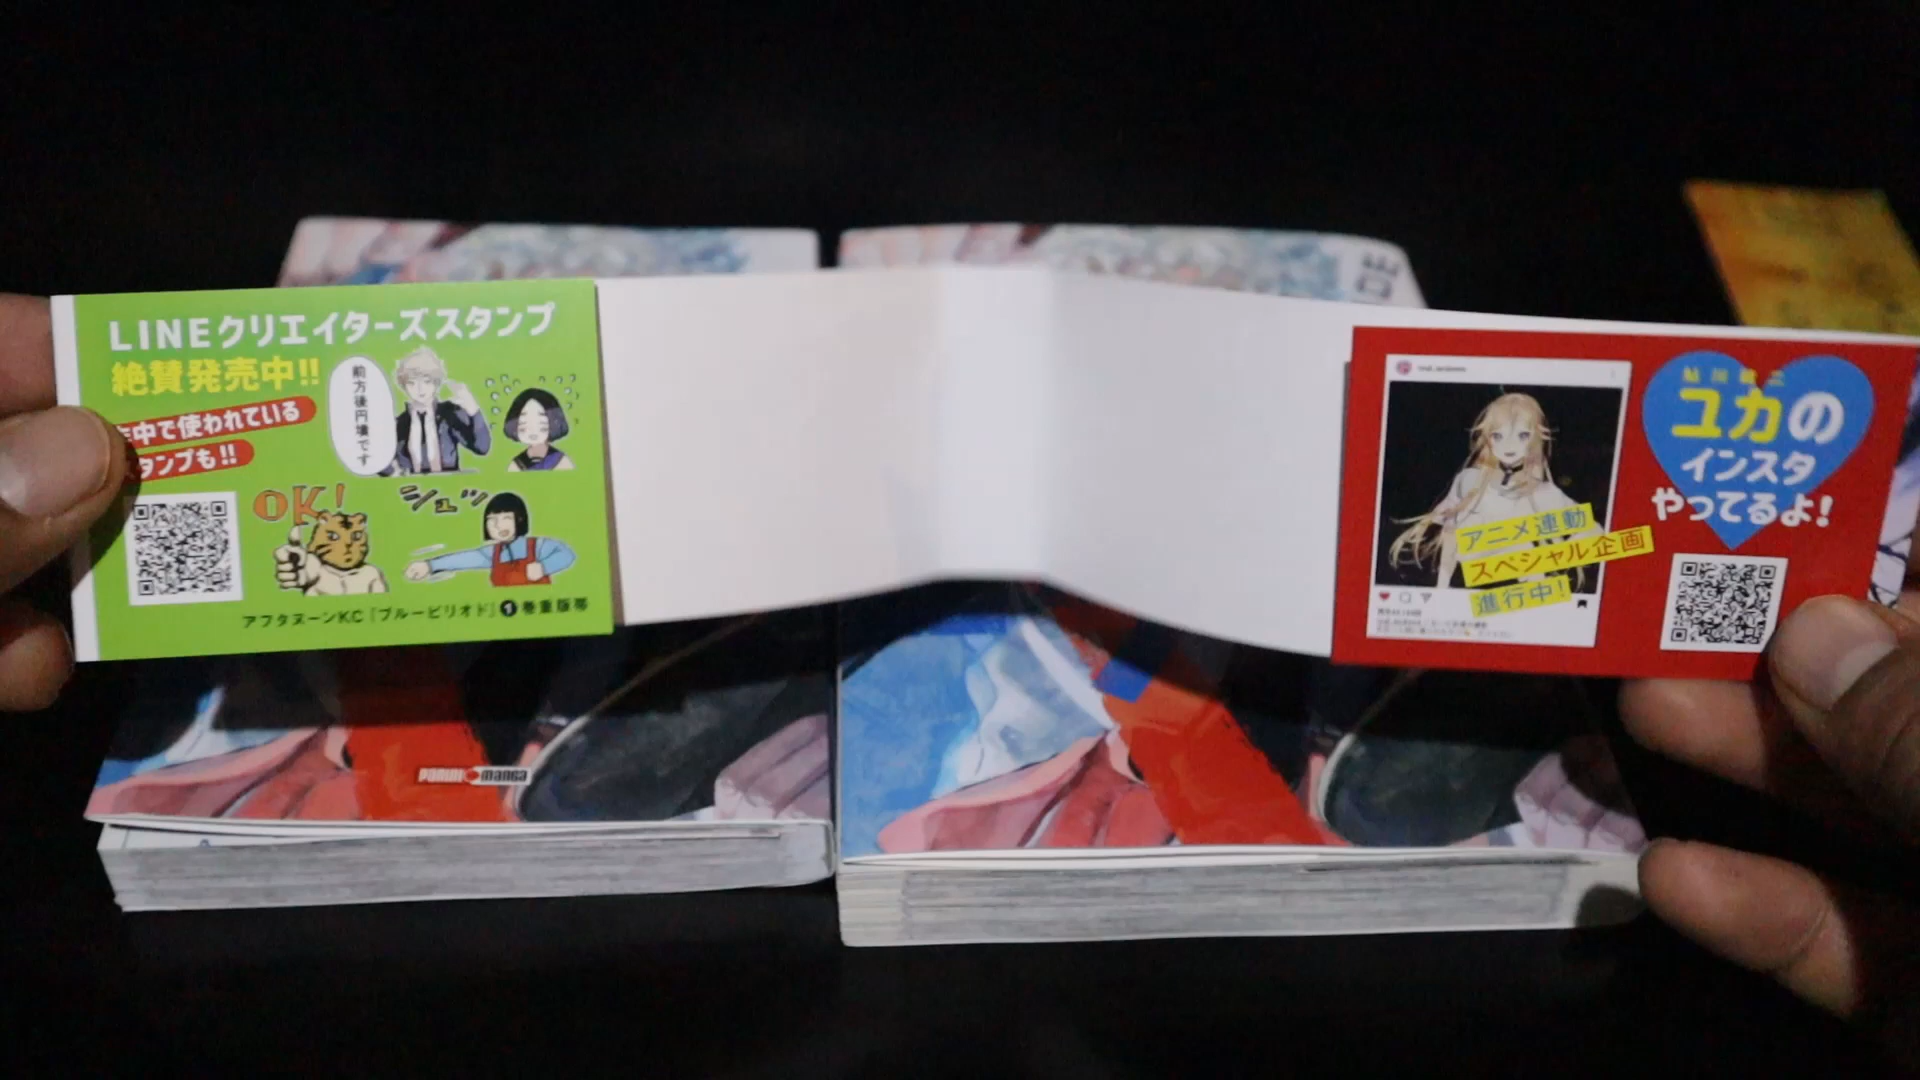 LINEクリエイターズスタンプ
絶賛発売中!!
中で使われている
タンプも!!
前方後円墳です
OK!
シュッ
アフタヌーンKC『ブルーピリオド』❶巻重版帯
ユカの
インスタ
やってるよ!
アニメ連動
スペシャル企画
進行中!
PANINI manga